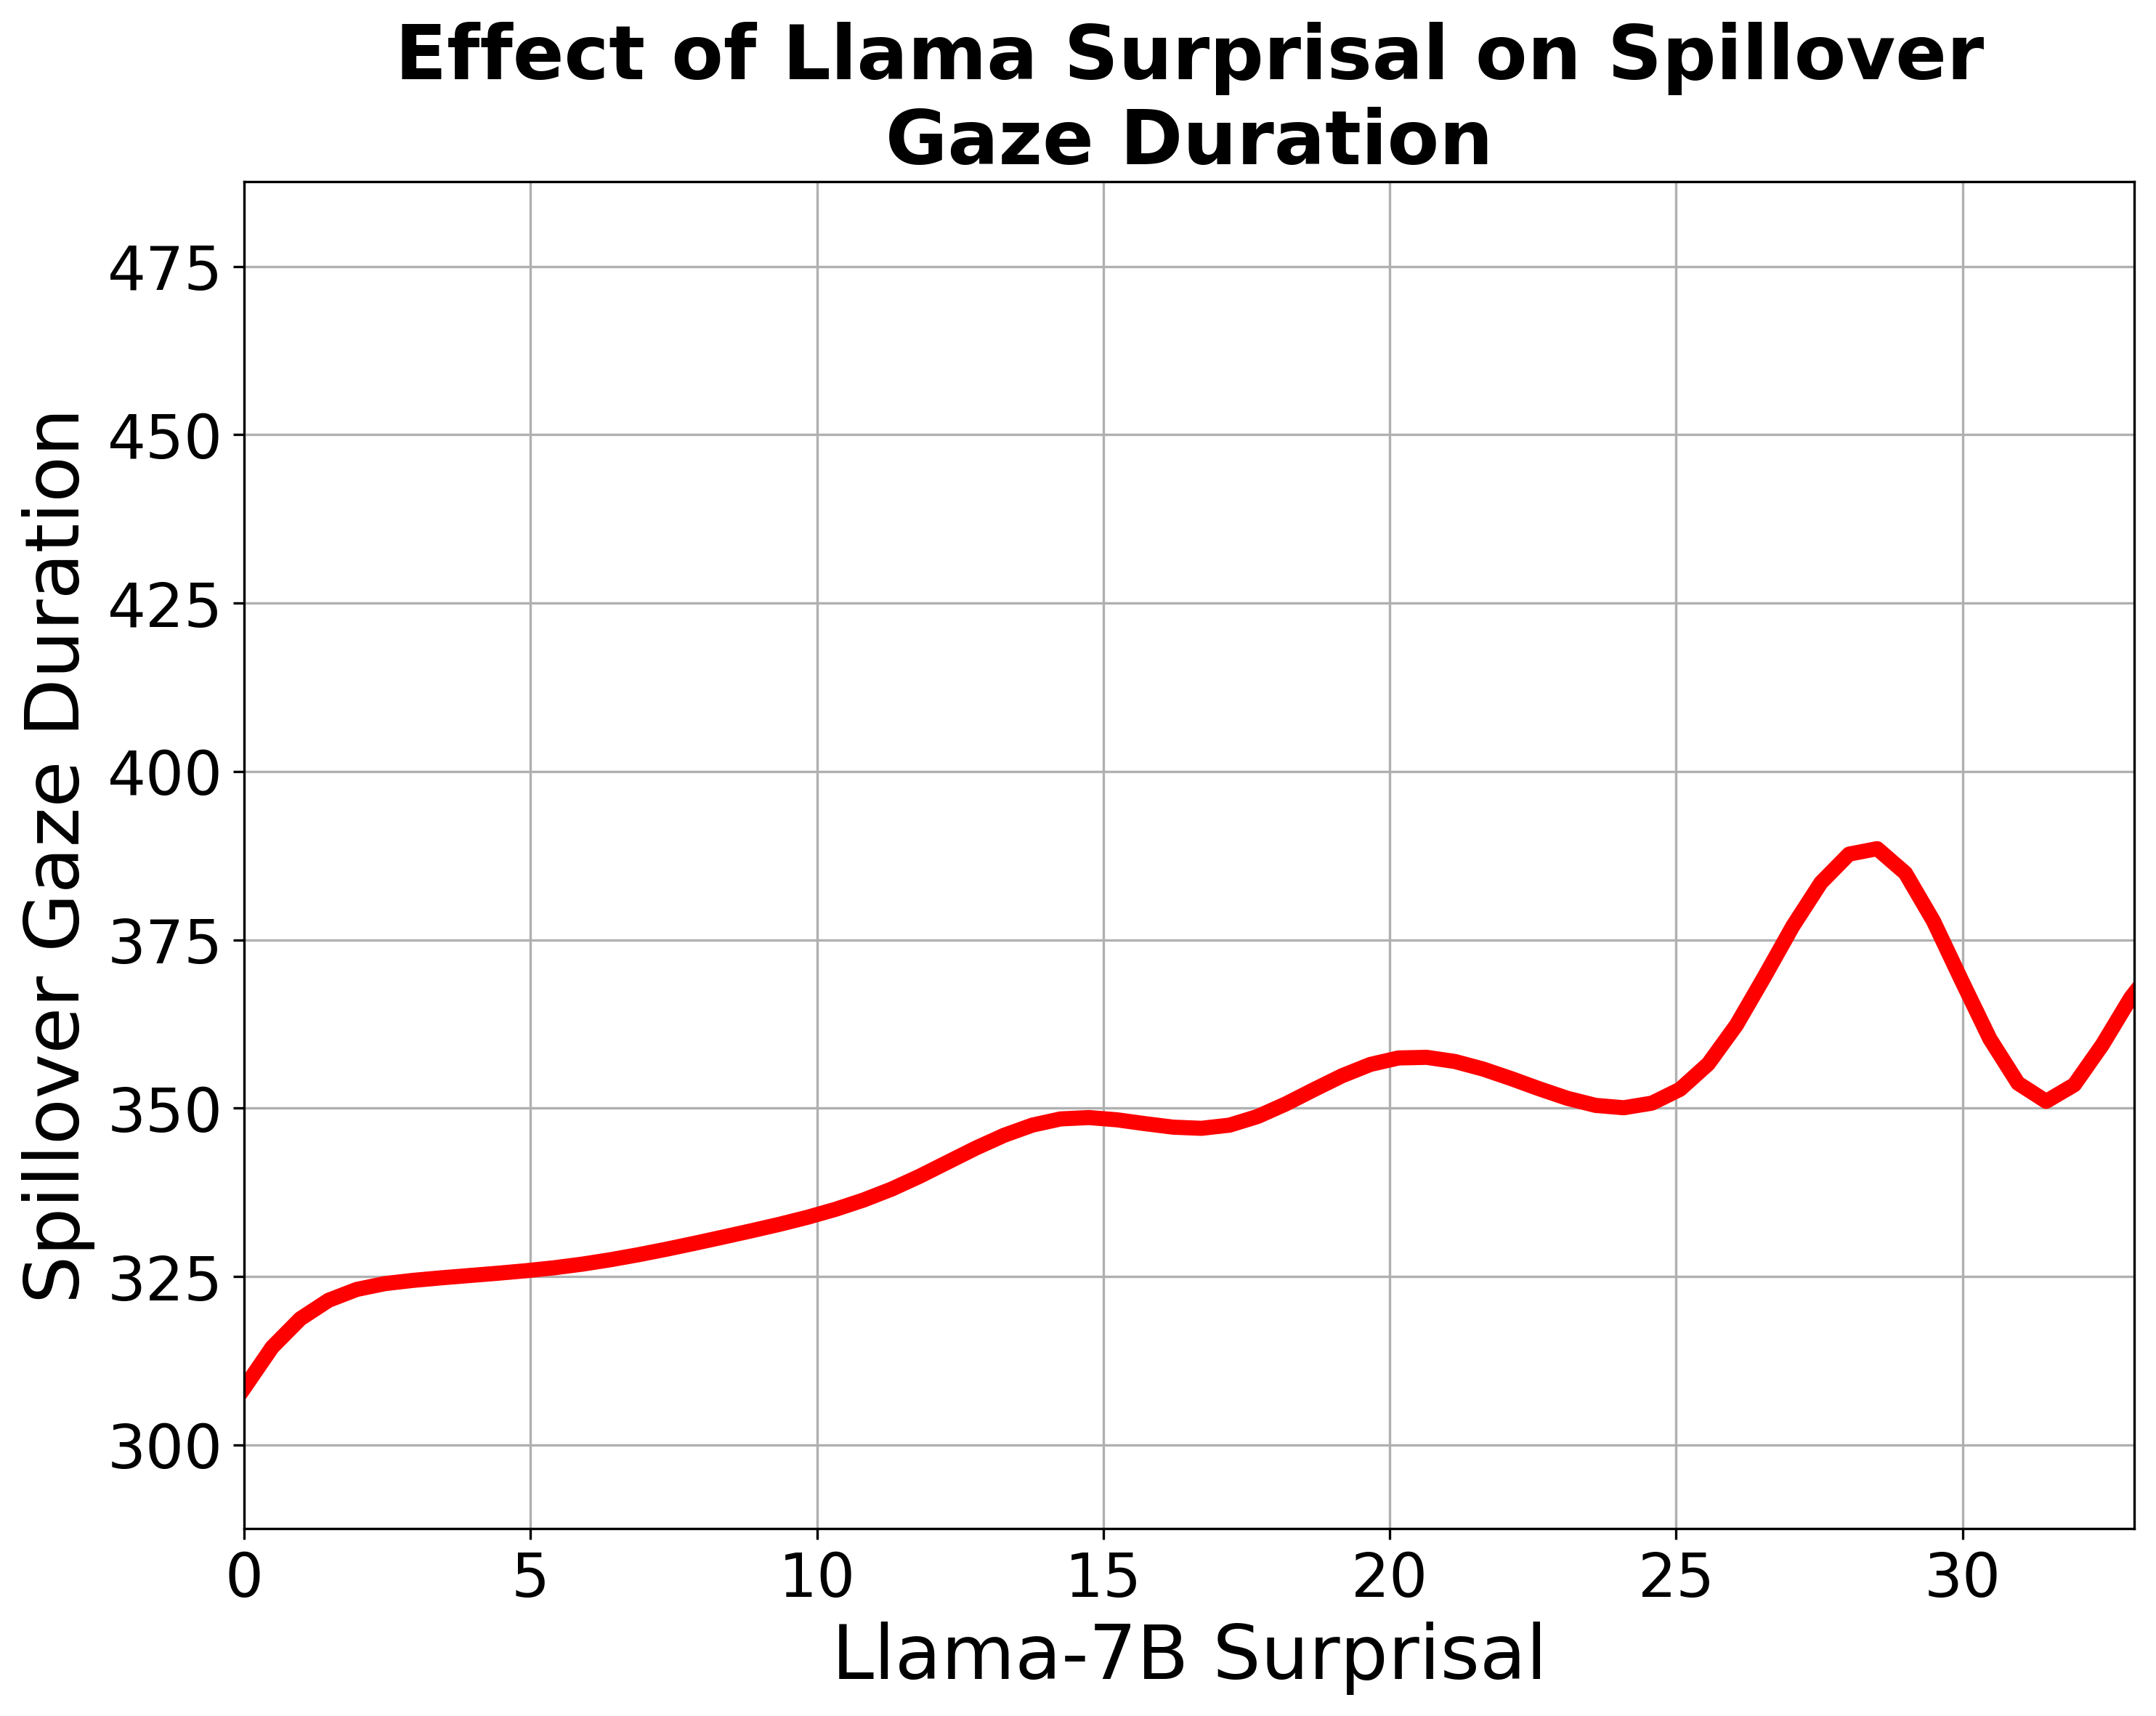 Effect of Llama Surprisal on Spillover
Gaze Duration
Spillover Gaze Duration
475
450
425
400
375
350
325
300
0 5 10 15 20 25 30
Llama-7B Surprisal